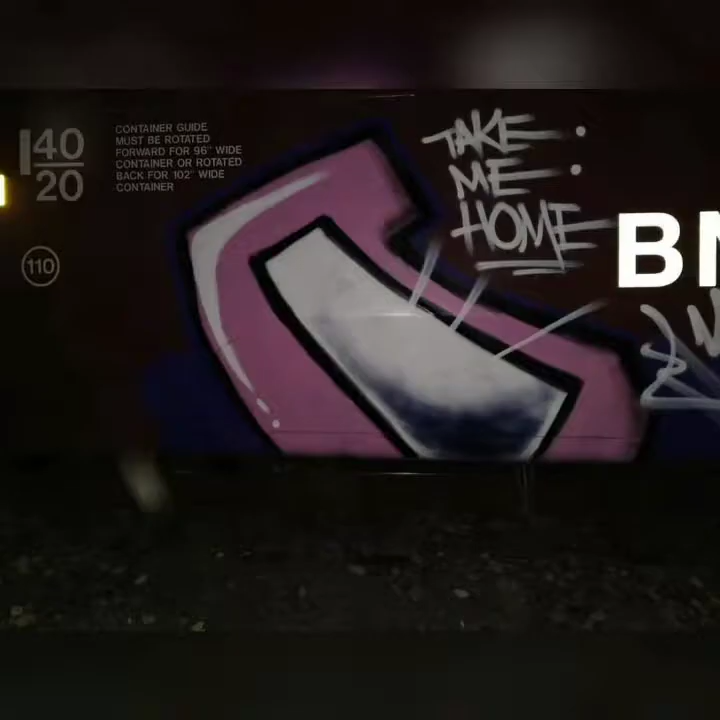 40
20
CONTAINER GUIDE
MUST BE ROTATED
FORWARD FOR 96" WIDE
CONTAINER OR ROTATED
BACK FOR 102" WIDE
CONTAINER
110
TAKE
ME
HOME
BN